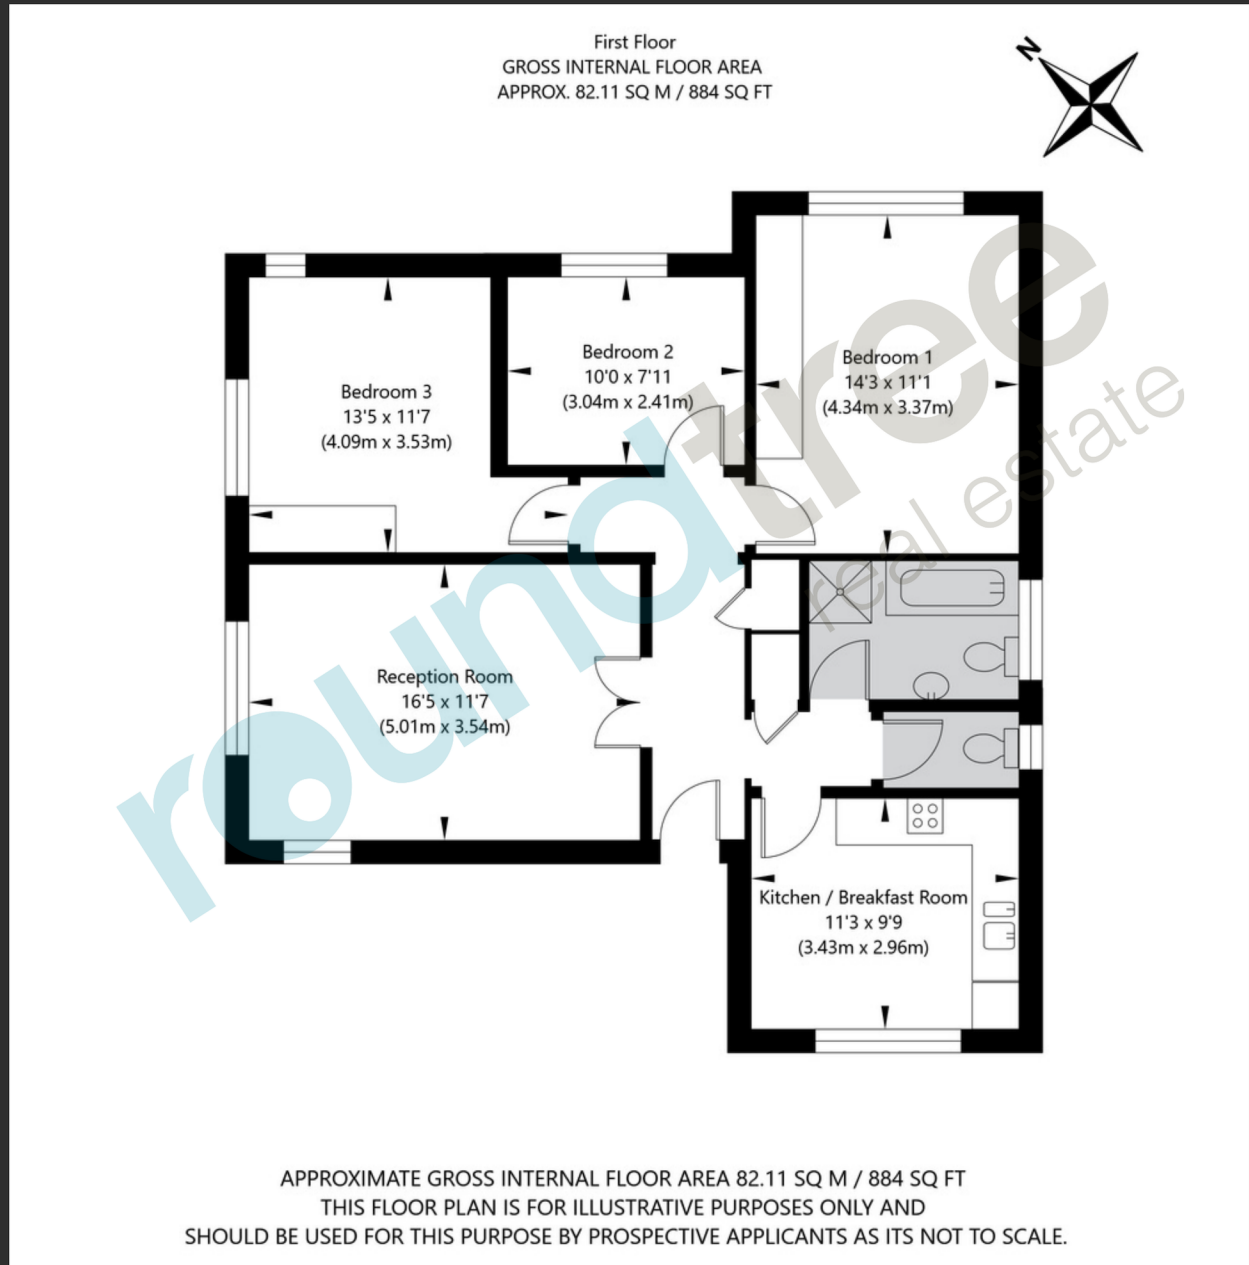 First Floor
GROSS INTERNAL FLOOR AREA
APPROX. 82.11 SQ M / 884 SQ FT
N
Bedroom 2
10'0 x 7'11
(3.04m x 2.41m)
Bedroom 1
14'3 x 11'1
(4.34m x 3.37m)
Bedroom 3
13'5 x 11'7
(4.09m x 3.53m)
roundtree
real estate
Reception Room
16'5 x 11'7
(5.01m x 3.54m)
Kitchen / Breakfast Room
11'3 x 9'9
(3.43m x 2.96m)
APPROXIMATE GROSS INTERNAL FLOOR AREA 82.11 SQ M / 884 SQ FT
THIS FLOOR PLAN IS FOR ILLUSTRATIVE PURPOSES ONLY AND
SHOULD BE USED FOR THIS PURPOSE BY PROSPECTIVE APPLICANTS AS ITS NOT TO SCALE.